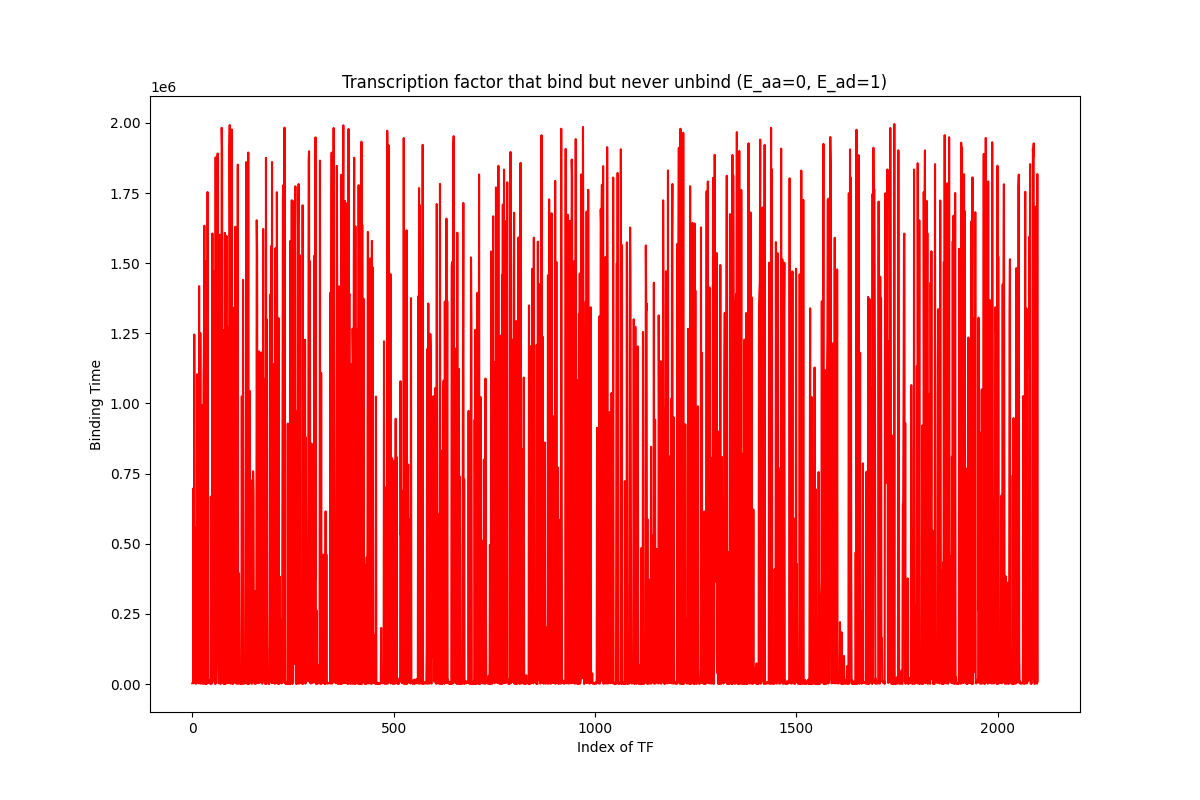 Transcription factor that bind but never unbind (E_aa=0, E_ad=1)
1e6
2.00
1.75
1.50
1.25
1.00
0.75
0.50
0.25
0.00
Binding Time
0 500 1000 1500 2000
Index of TF